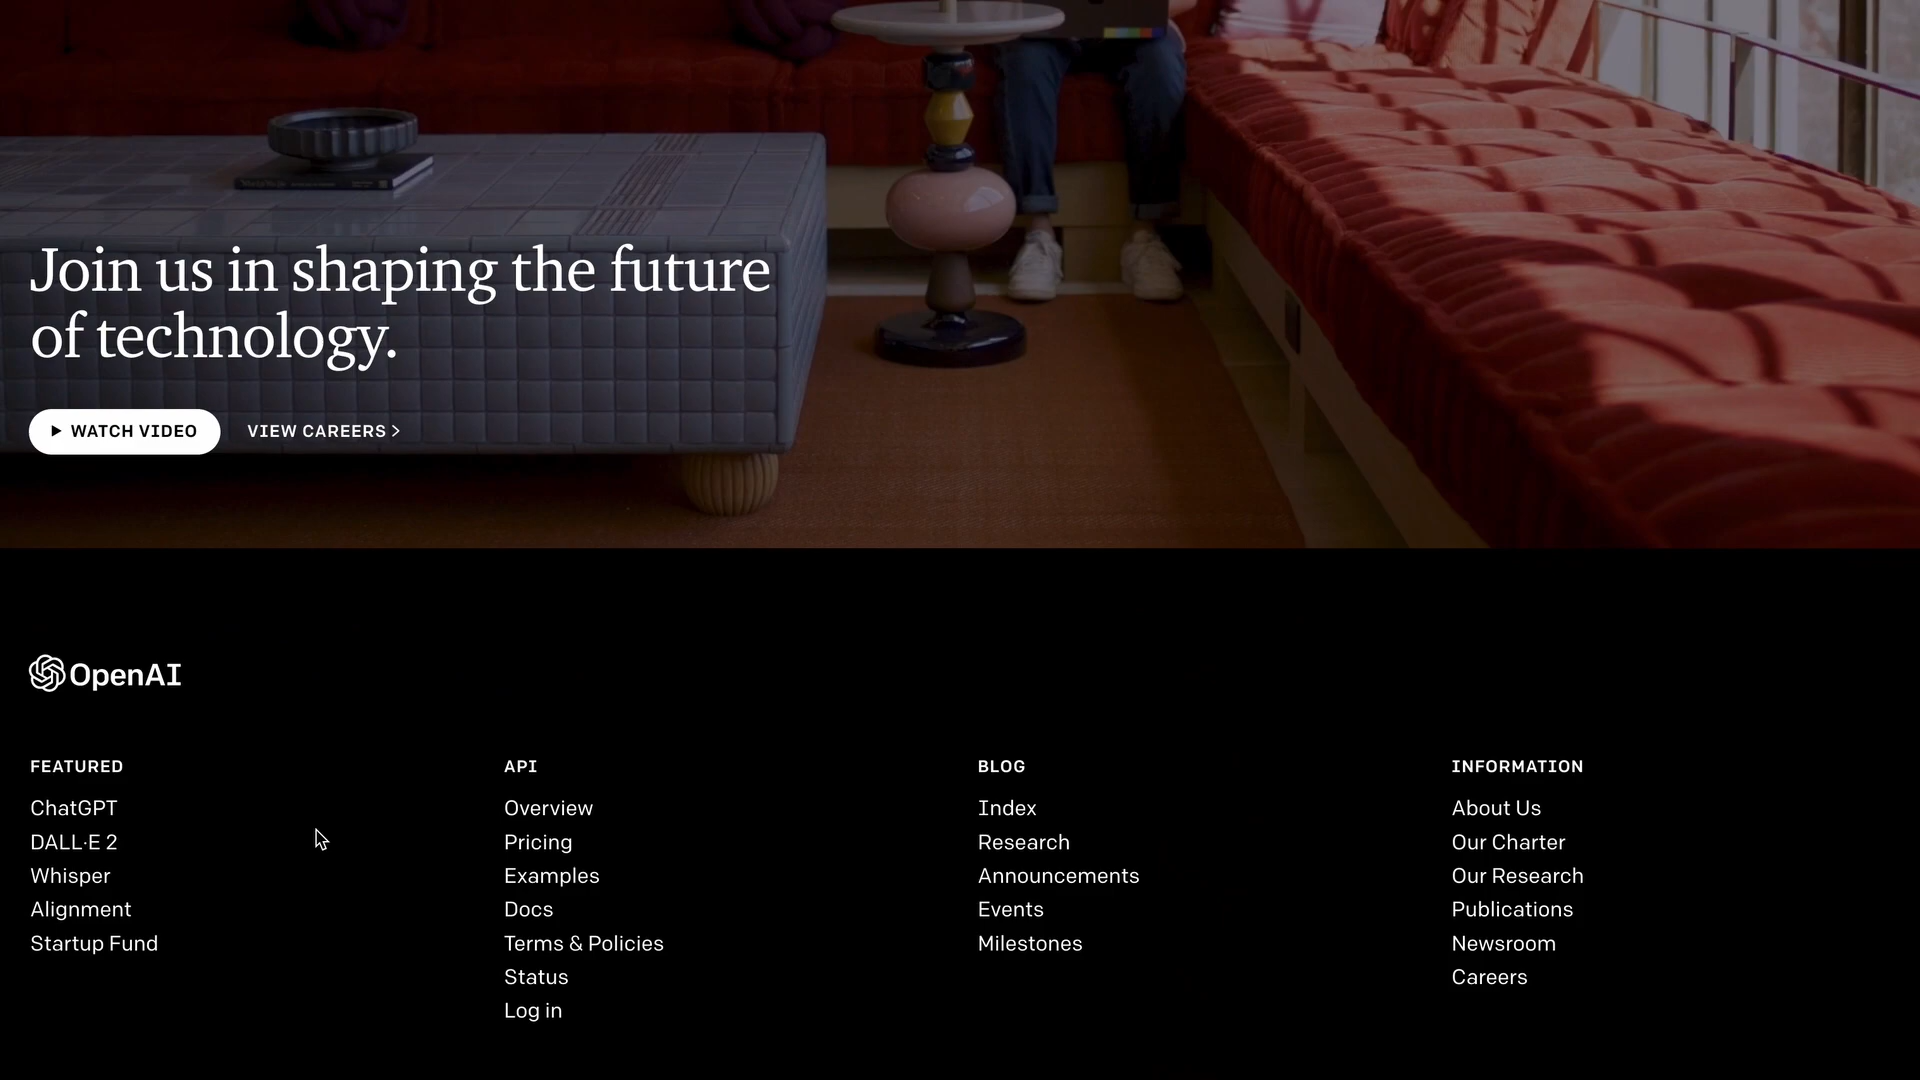 Join us in shaping the future
of technology.
WATCH VIDEO
VIEW CAREERS >
OpenAI
FEATURED
ChatGPT
DALL·E 2
Whisper
Alignment
Startup Fund
API
Overview
Pricing
Examples
Docs
Terms & Policies
Status
Log in
BLOG
Index
Research
Announcements
Events
Milestones
INFORMATION
About Us
Our Charter
Our Research
Publications
Newsroom
Careers